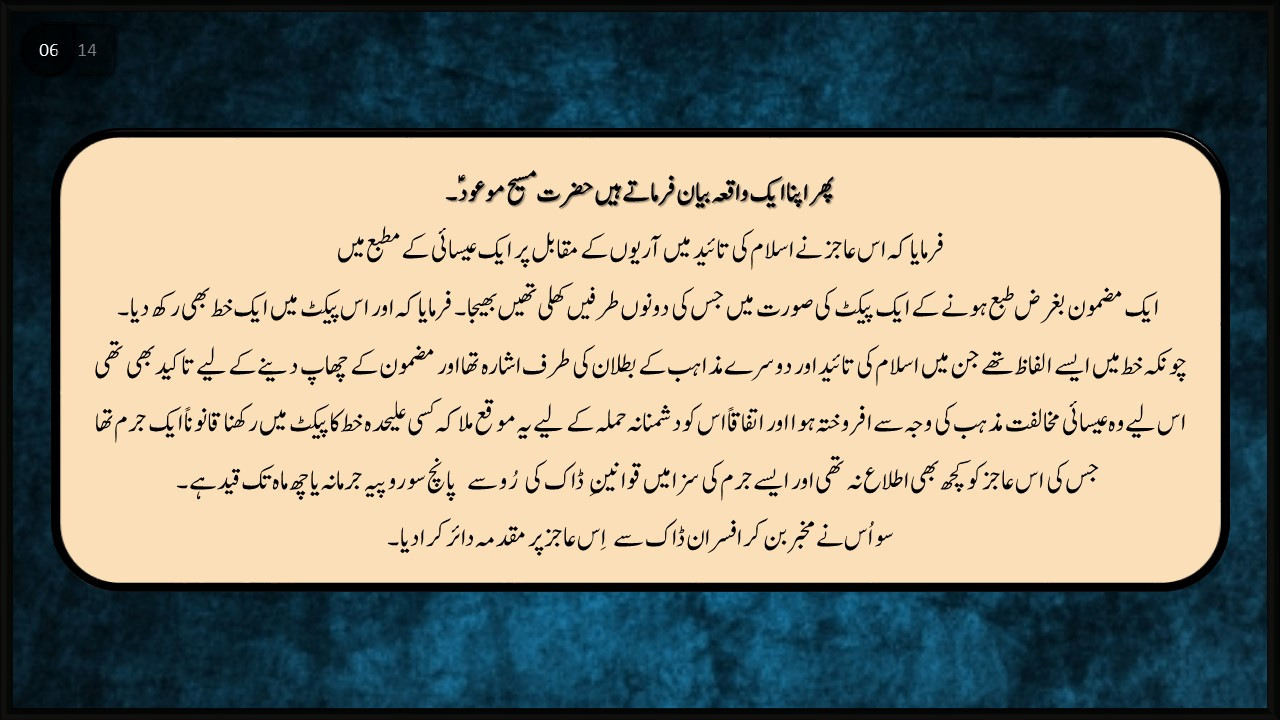 06 14
پھر اپنا ایک واقعہ بیان فرماتے ہیں حضرت مسیح موعودؑ۔
فرمایا کہ اس عاجز نے اسلام کی تائید میں آریوں کے مقابل پر ایک عیسائی کے مطبع میں
ایک مضمون بغرض طبع ہونے کے ایک پیکٹ کی صورت میں جس کی دونوں طرفیں کھلی تھیں بھیجا۔ فرمایا کہ اور اس پیکٹ میں ایک خط بھی رکھ دیا۔
چونکہ خط میں ایسے الفاظ تھے جن میں اسلام کی تائید اور دوسرے مذاہب کے بطلان کی طرف اشارہ تھا اور مضمون کے چھاپ دینے کے لیے تاکید بھی تھی
اس لیے وہ عیسائی مخالفت مذہب کی وجہ سے افروختہ ہوا اور اتفاقاً اس کو دشمنانہ حملہ کے لیے یہ موقع ملا کہ کسی علیحدہ خط کا پیکٹ میں رکھنا قانوناً ایک جرم تھا
جس کی اس عاجز کو کچھ بھی اطلاع نہ تھی اور ایسے جرم کی سزا میں قوانینِ ڈاک کی رُو سے پانچ سو روپیہ جرمانہ یا چھ ماہ تک قید ہے۔
سو اُس نے مخبر بن کر افسران ڈاک سے اِس عاجز پر مقدمہ دائر کرا دیا۔